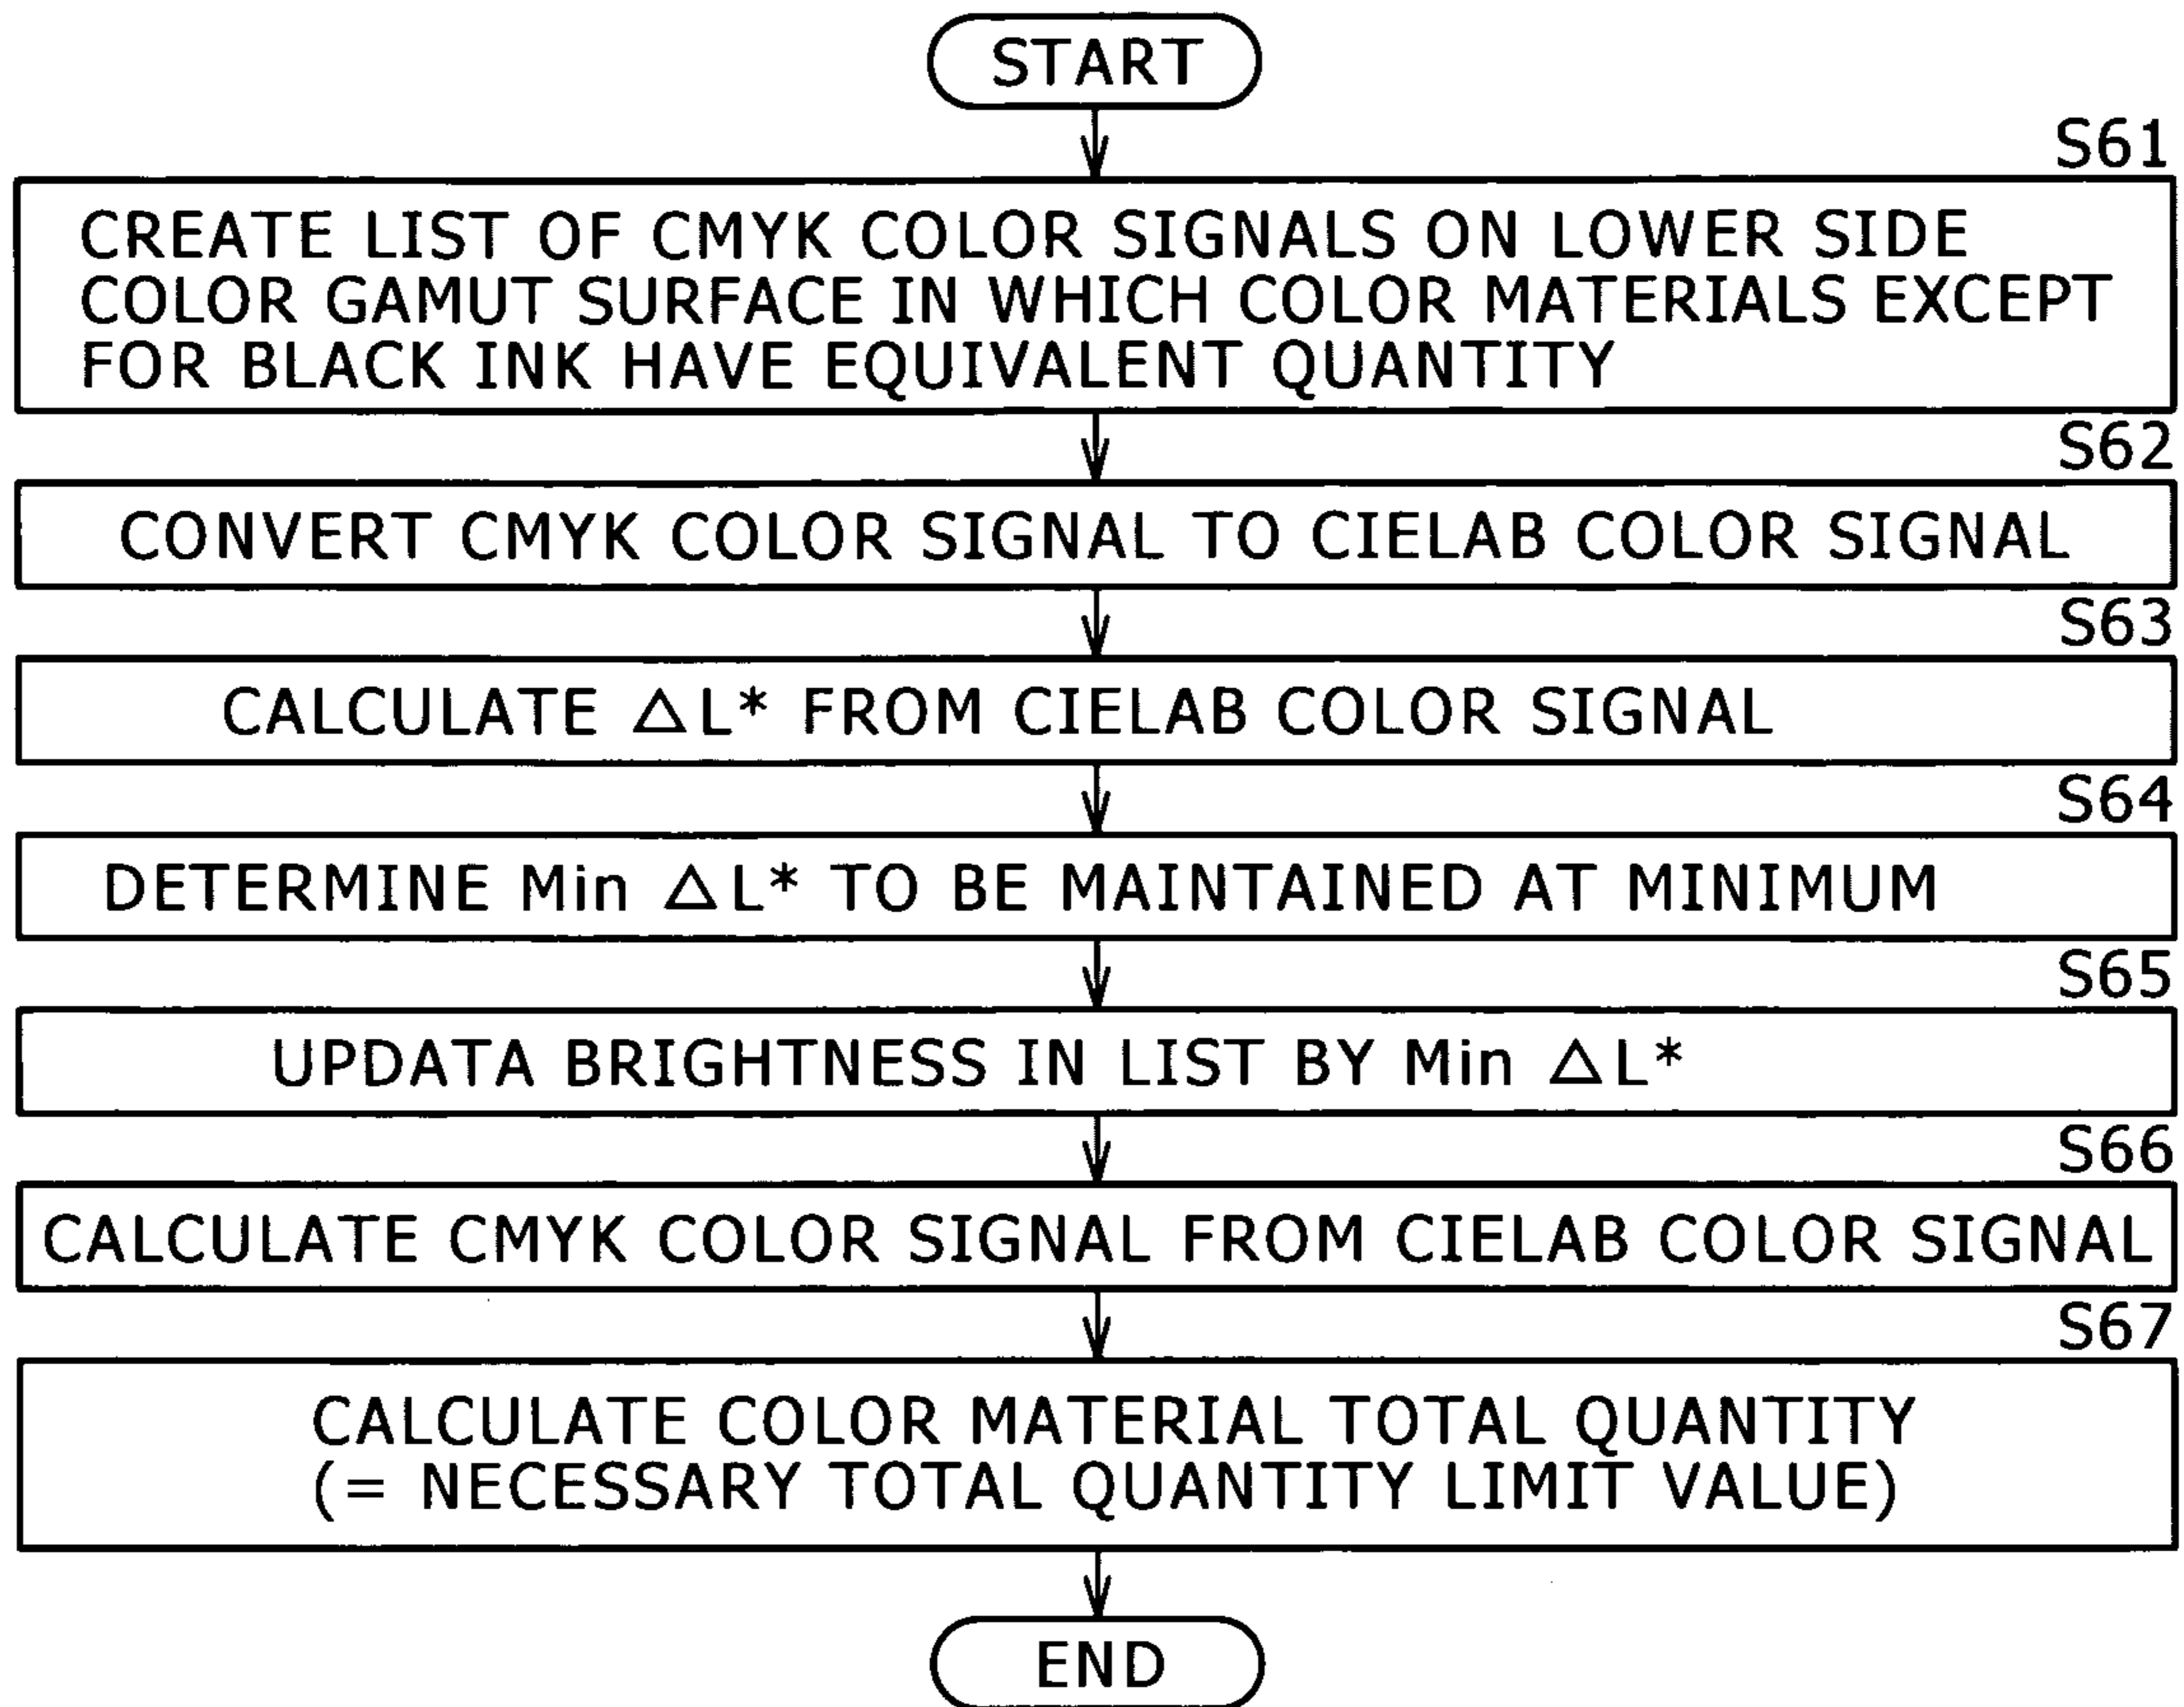 START
S61
CREATE LIST OF CMYK COLOR SIGNALS ON LOWER SIDE
COLOR GAMUT SURFACE IN WHICH COLOR MATERIALS EXCEPT
FOR BLACK INK HAVE EQUIVALENT QUANTITY
S62
CONVERT CMYK COLOR SIGNAL TO CIELAB COLOR SIGNAL
S63
CALCULATE △L* FROM CIELAB COLOR SIGNAL
S64
DETERMINE Min △L* TO BE MAINTAINED AT MINIMUM
S65
UPDATA BRIGHTNESS IN LIST BY Min △L*
S66
CALCULATE CMYK COLOR SIGNAL FROM CIELAB COLOR SIGNAL
S67
CALCULATE COLOR MATERIAL TOTAL QUANTITY
(= NECESSARY TOTAL QUANTITY LIMIT VALUE)
END